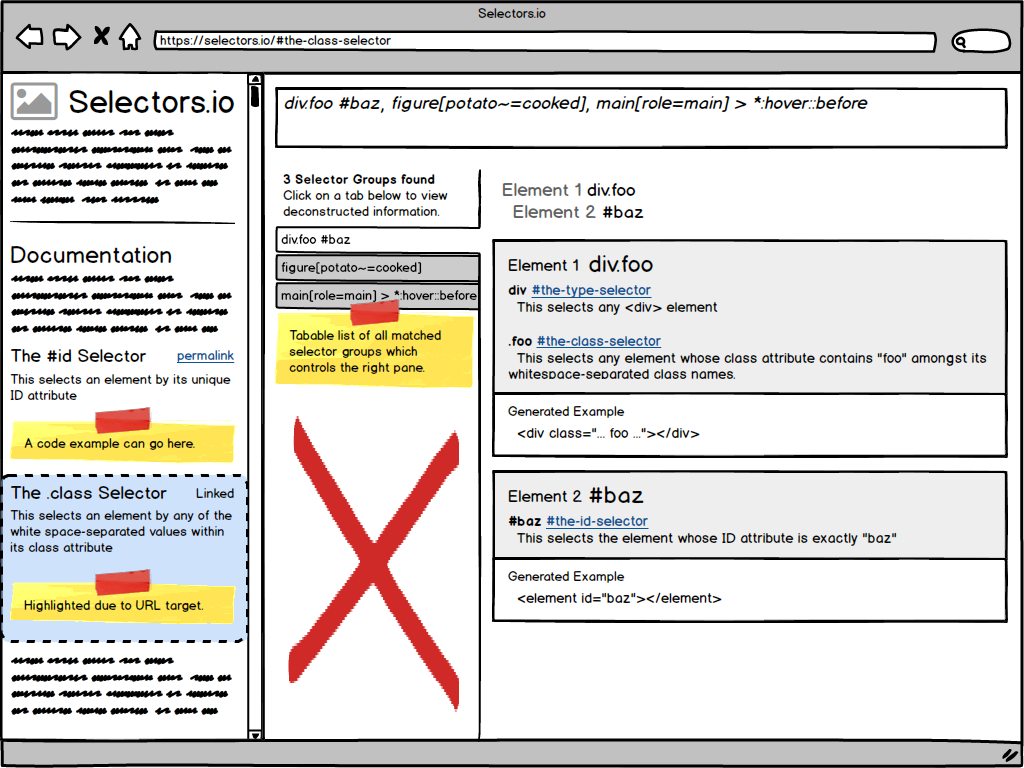 Selectors.io
https://selectors.io/#the-class-selector
Selectors.io
Documentation
The #id Selector permalink
This selects an element by its unique
ID attribute
A code example can go here.
The .class Selector Linked
This selects an element by any of the
white space-separated values within
its class attribute
Highlighted due to URL target.
div.foo #baz, figure[potato~=cooked], main[role=main] > *:hover::before
3 Selector Groups found
Click on a tab below to view
deconstructed information.
div.foo #baz
figure[potato~=cooked]
main[role=main] > *:hover::before
Tabable list of all matched
selector groups which
controls the right pane.
Element 1 div.foo
Element 2 #baz
Element 1 div.foo
div #the-type-selector
This selects any <div> element
.foo #the-class-selector
This selects any element whose class attribute contains "foo" amongst its
whitespace-separated class names.
Generated Example
<div class="... foo ..."></div>
Element 2 #baz
#baz #the-id-selector
This selects the element whose ID attribute is exactly "baz"
Generated Example
<element id="baz"></element>